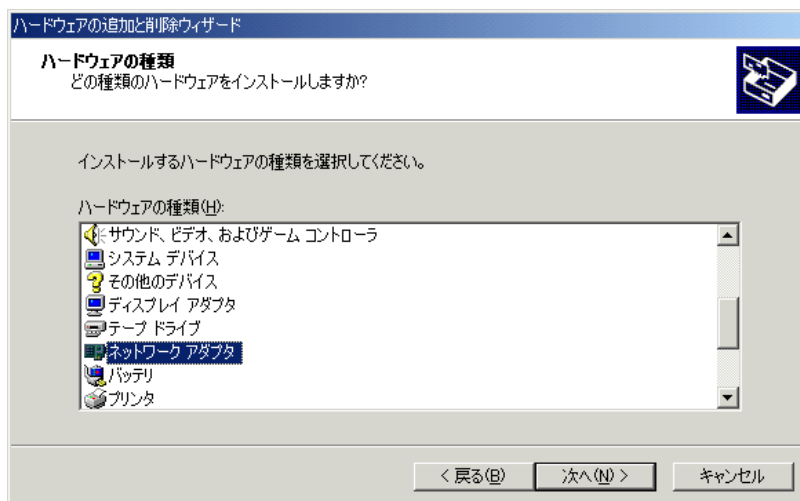 ハードウェアの追加と削除ウィザード
ハードウェアの種類
どの種類のハードウェアをインストールしますか?
インストールするハードウェアの種類を選択してください。
ハードウェアの種類(H):
サウンド、ビデオ、およびゲーム コントローラ
システム デバイス
その他のデバイス
ディスプレイ アダプタ
テープ ドライブ
ネットワーク アダプタ
バッテリ
プリンタ
< 戻る(B) 次へ(N) > キャンセル